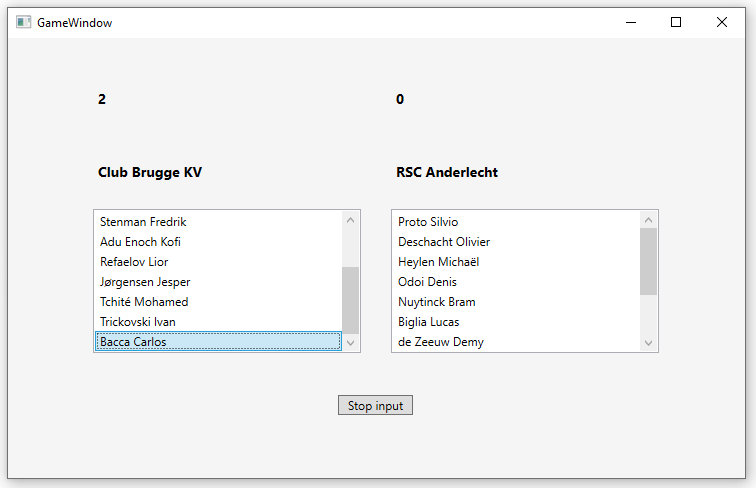 GameWindow
2
0
Club Brugge KV
RSC Anderlecht
Stenman Fredrik
Adu Enoch Kofi
Refaelov Lior
Jørgensen Jesper
Tchité Mohamed
Trickovski Ivan
Bacca Carlos
Proto Silvio
Deschacht Olivier
Heylen Michaël
Odoi Denis
Nuytinck Bram
Biglia Lucas
de Zeeuw Demy
Stop input